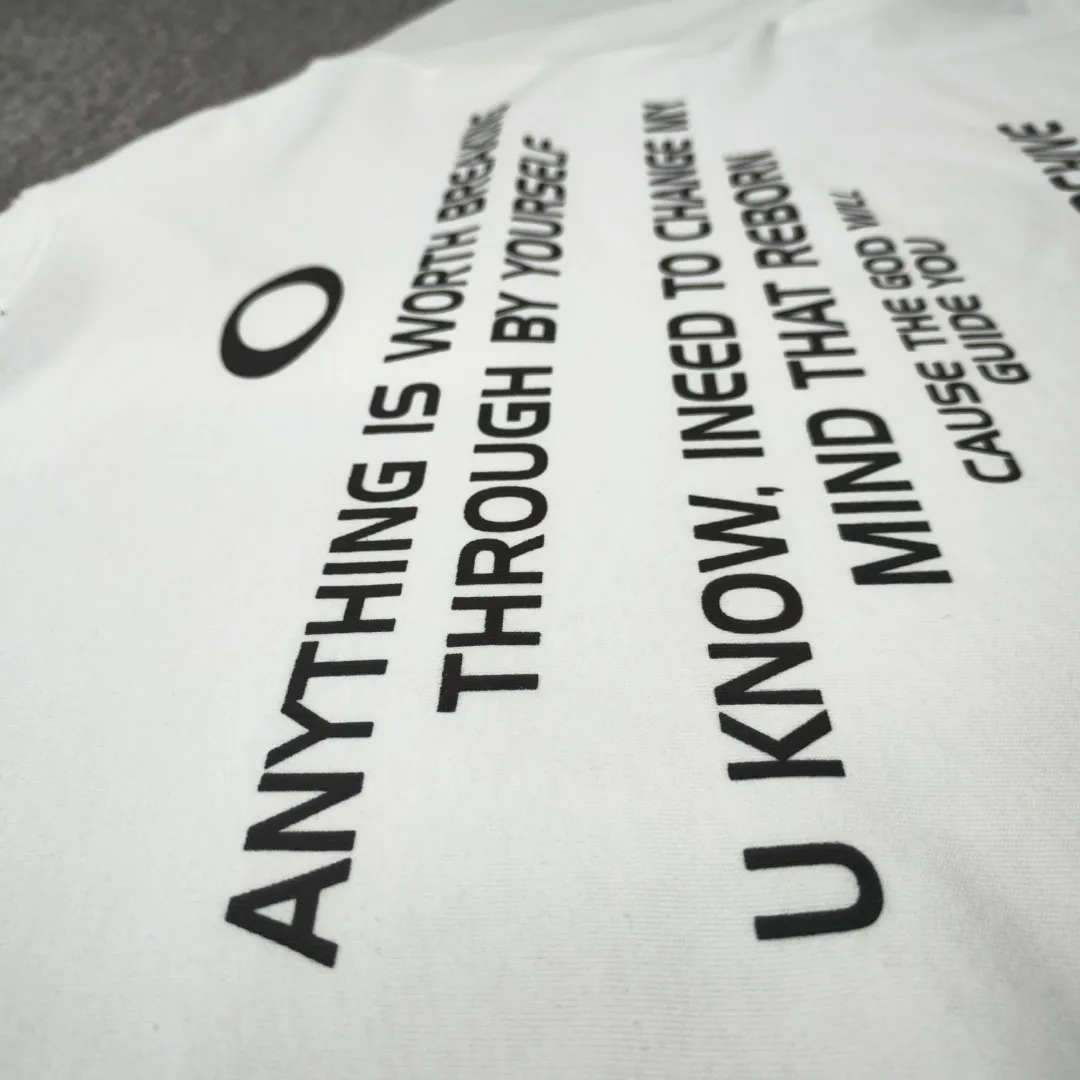 O
ANYTHING IS WORTH BREAKING
THROUGH BY YOURSELF
U KNOW, INEED TO CHANGE MY
MIND THAT REBORN
CAUSE THE GOD WILL
GUIDE YOU